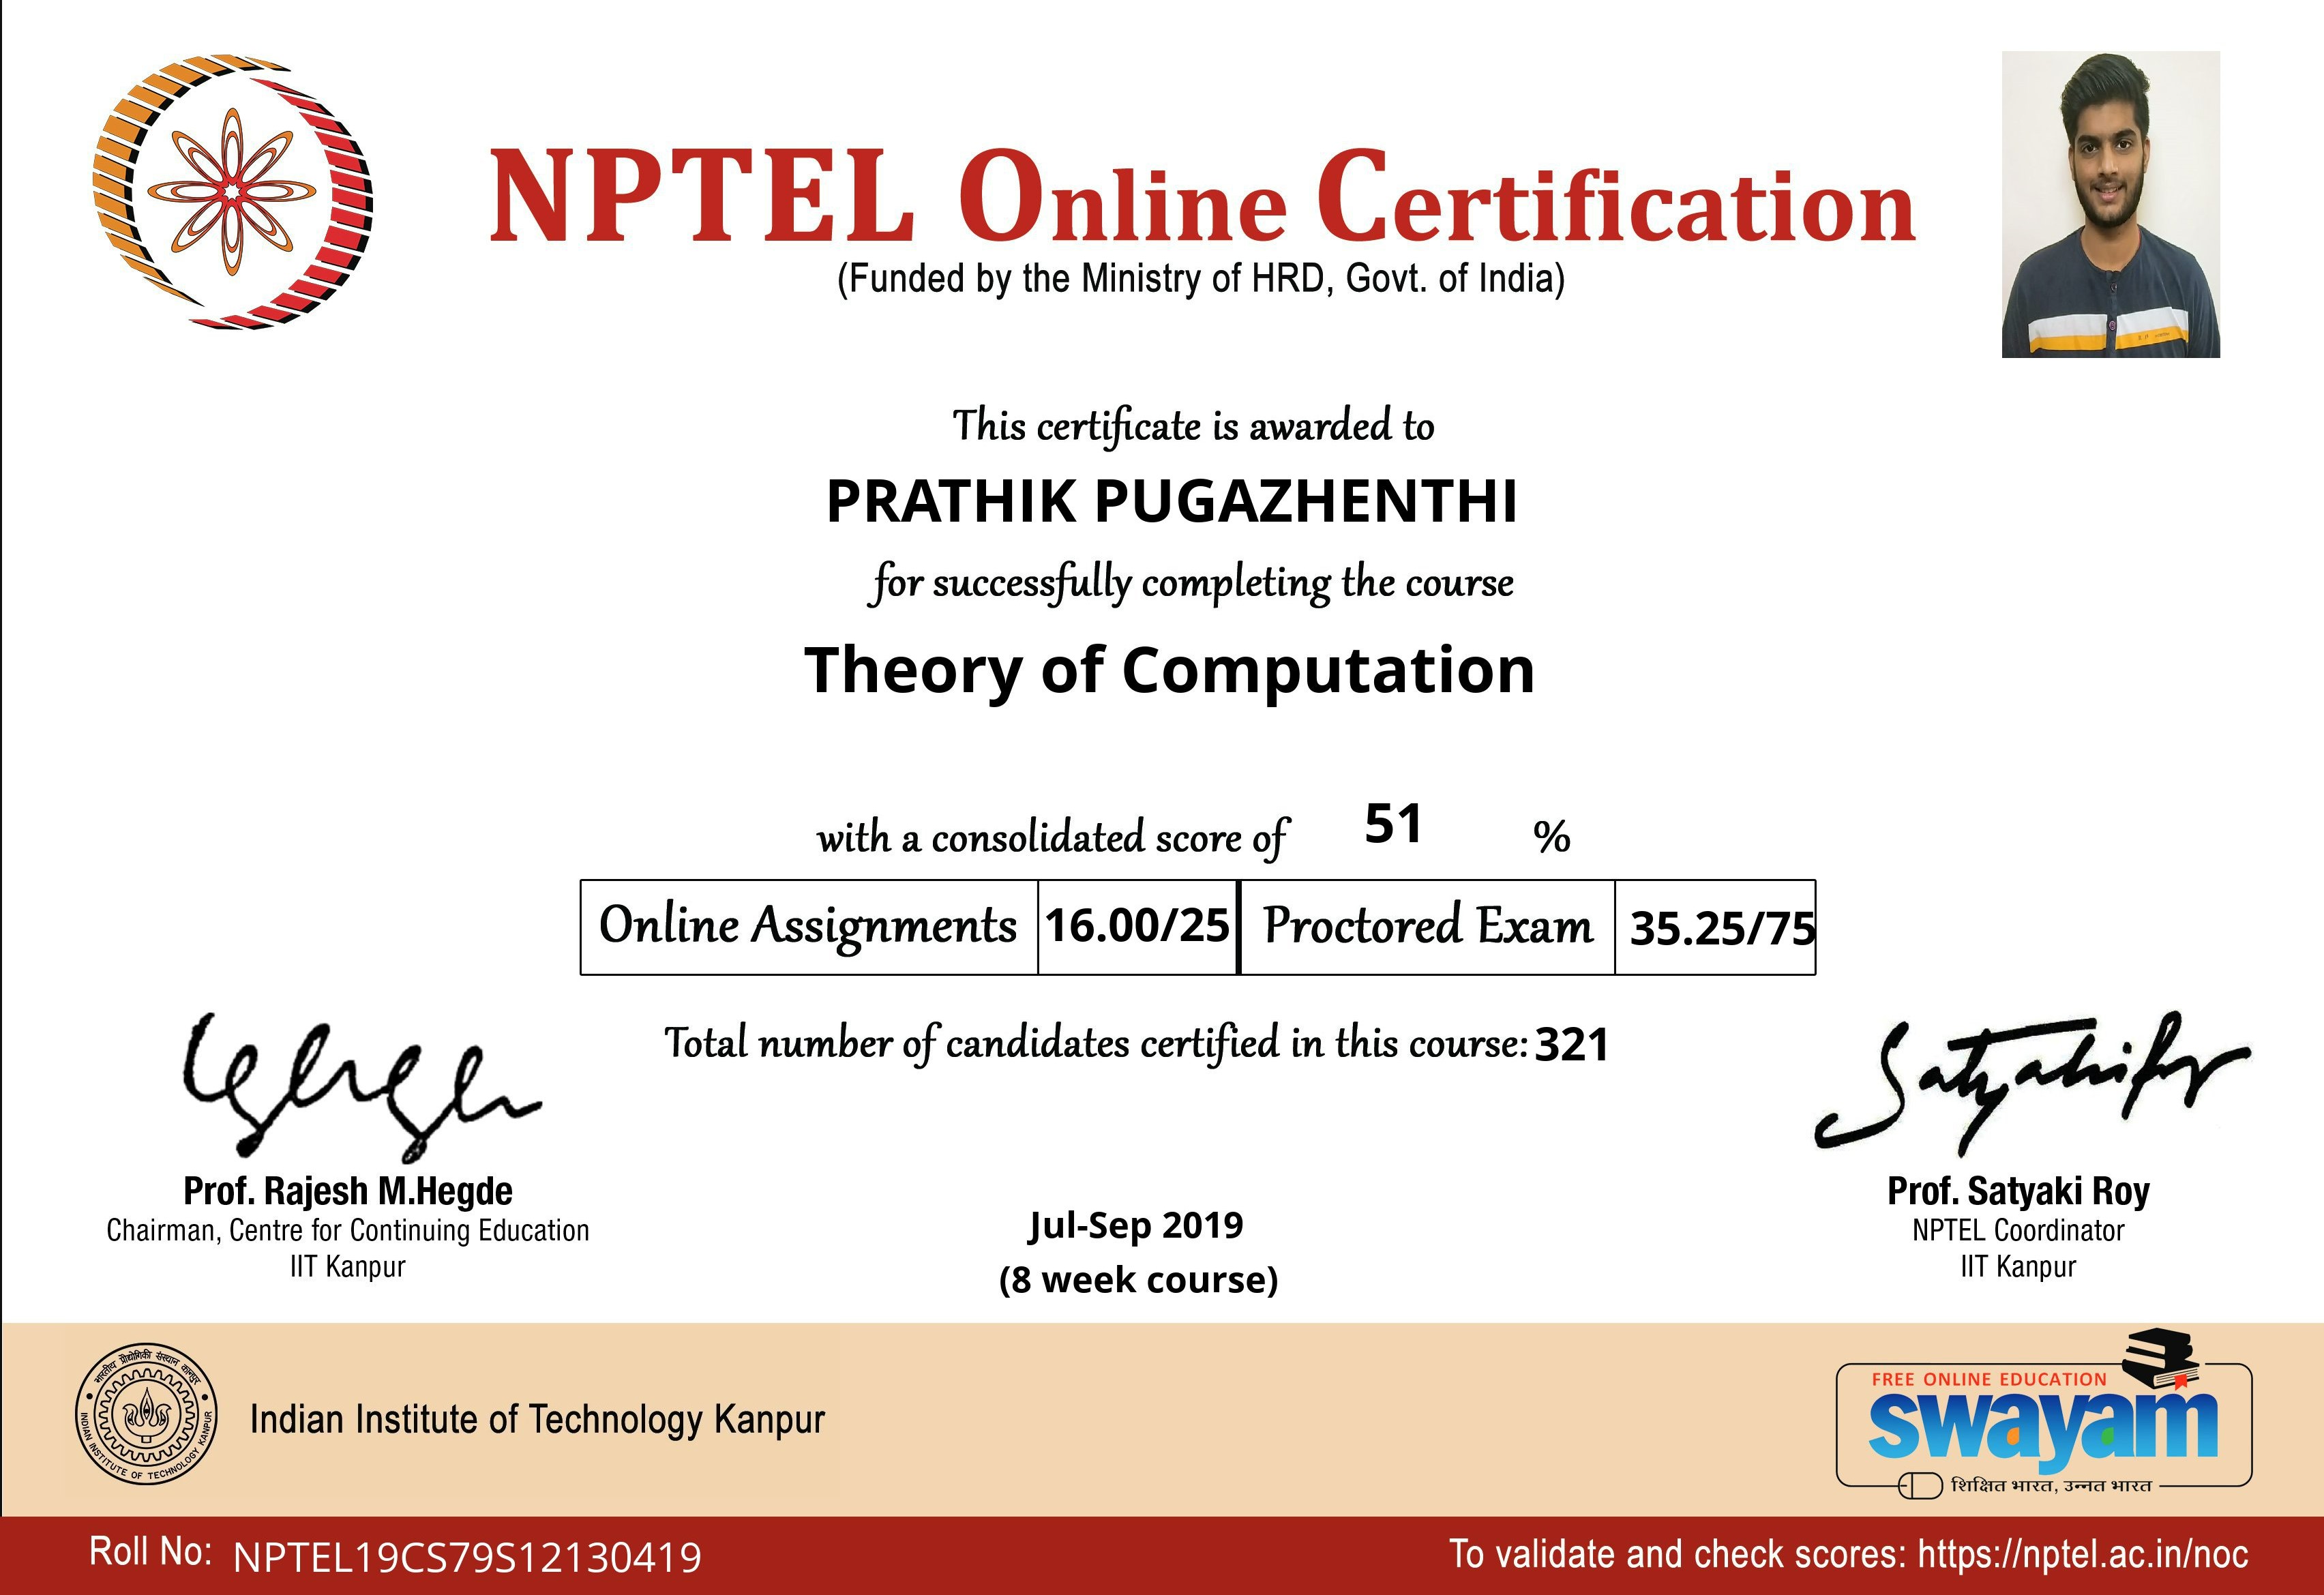 NPTEL Online Certification
(Funded by the Ministry of HRD, Govt. of India)
This certificate is awarded to
PRATHIK PUGAZHENTHI
for successfully completing the course
Theory of Computation
with a consolidated score of 51 %
Online Assignments 16.00/25 Proctored Exam 35.25/75
Total number of candidates certified in this course: 321
Prof. Rajesh M.Hegde
Chairman, Centre for Continuing Education
IIT Kanpur
Jul-Sep 2019
(8 week course)
Prof. Satyaki Roy
NPTEL Coordinator
IIT Kanpur
भारतीय प्रौद्योगिकी संस्थान कानपुर
INDIAN INSTITUTE OF TECHNOLOGY KANPUR
Indian Institute of Technology Kanpur
FREE ONLINE EDUCATION
swayam
शिक्षित भारत, उन्नत भारत
Roll No: NPTEL19CS79S12130419
To validate and check scores: https://nptel.ac.in/noc